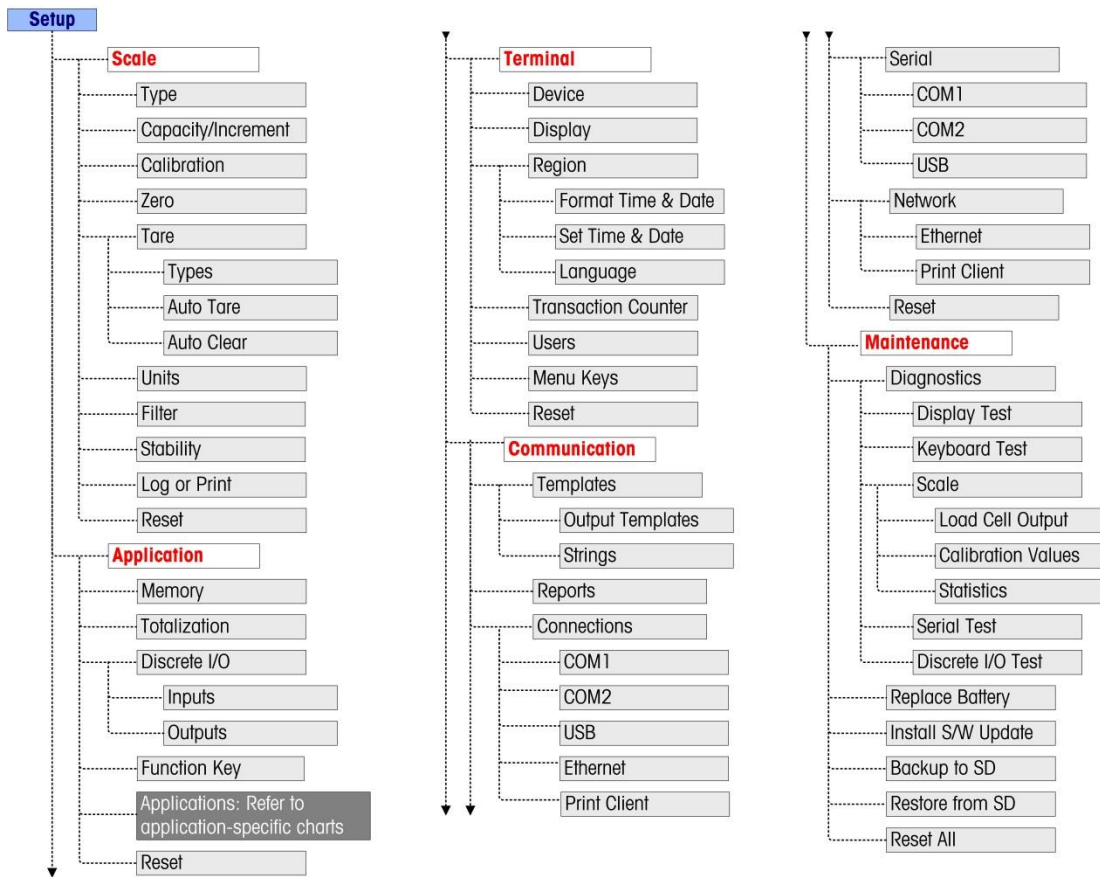 Setup
Scale
Type
Capacity/Increment
Calibration
Zero
Tare
Types
Auto Tare
Auto Clear
Units
Filter
Stability
Log or Print
Reset
Application
Memory
Totalization
Discrete I/O
Inputs
Outputs
Function Key
Applications: Refer to
application-specific charts
Reset
Terminal
Device
Display
Region
Format Time & Date
Set Time & Date
Language
Transaction Counter
Users
Menu Keys
Reset
Communication
Templates
Output Templates
Strings
Reports
Connections
COM1
COM2
USB
Ethernet
Print Client
Serial
COM1
COM2
USB
Network
Ethernet
Print Client
Reset
Maintenance
Diagnostics
Display Test
Keyboard Test
Scale
Load Cell Output
Calibration Values
Statistics
Serial Test
Discrete I/O Test
Replace Battery
Install S/W Update
Backup to SD
Restore from SD
Reset All